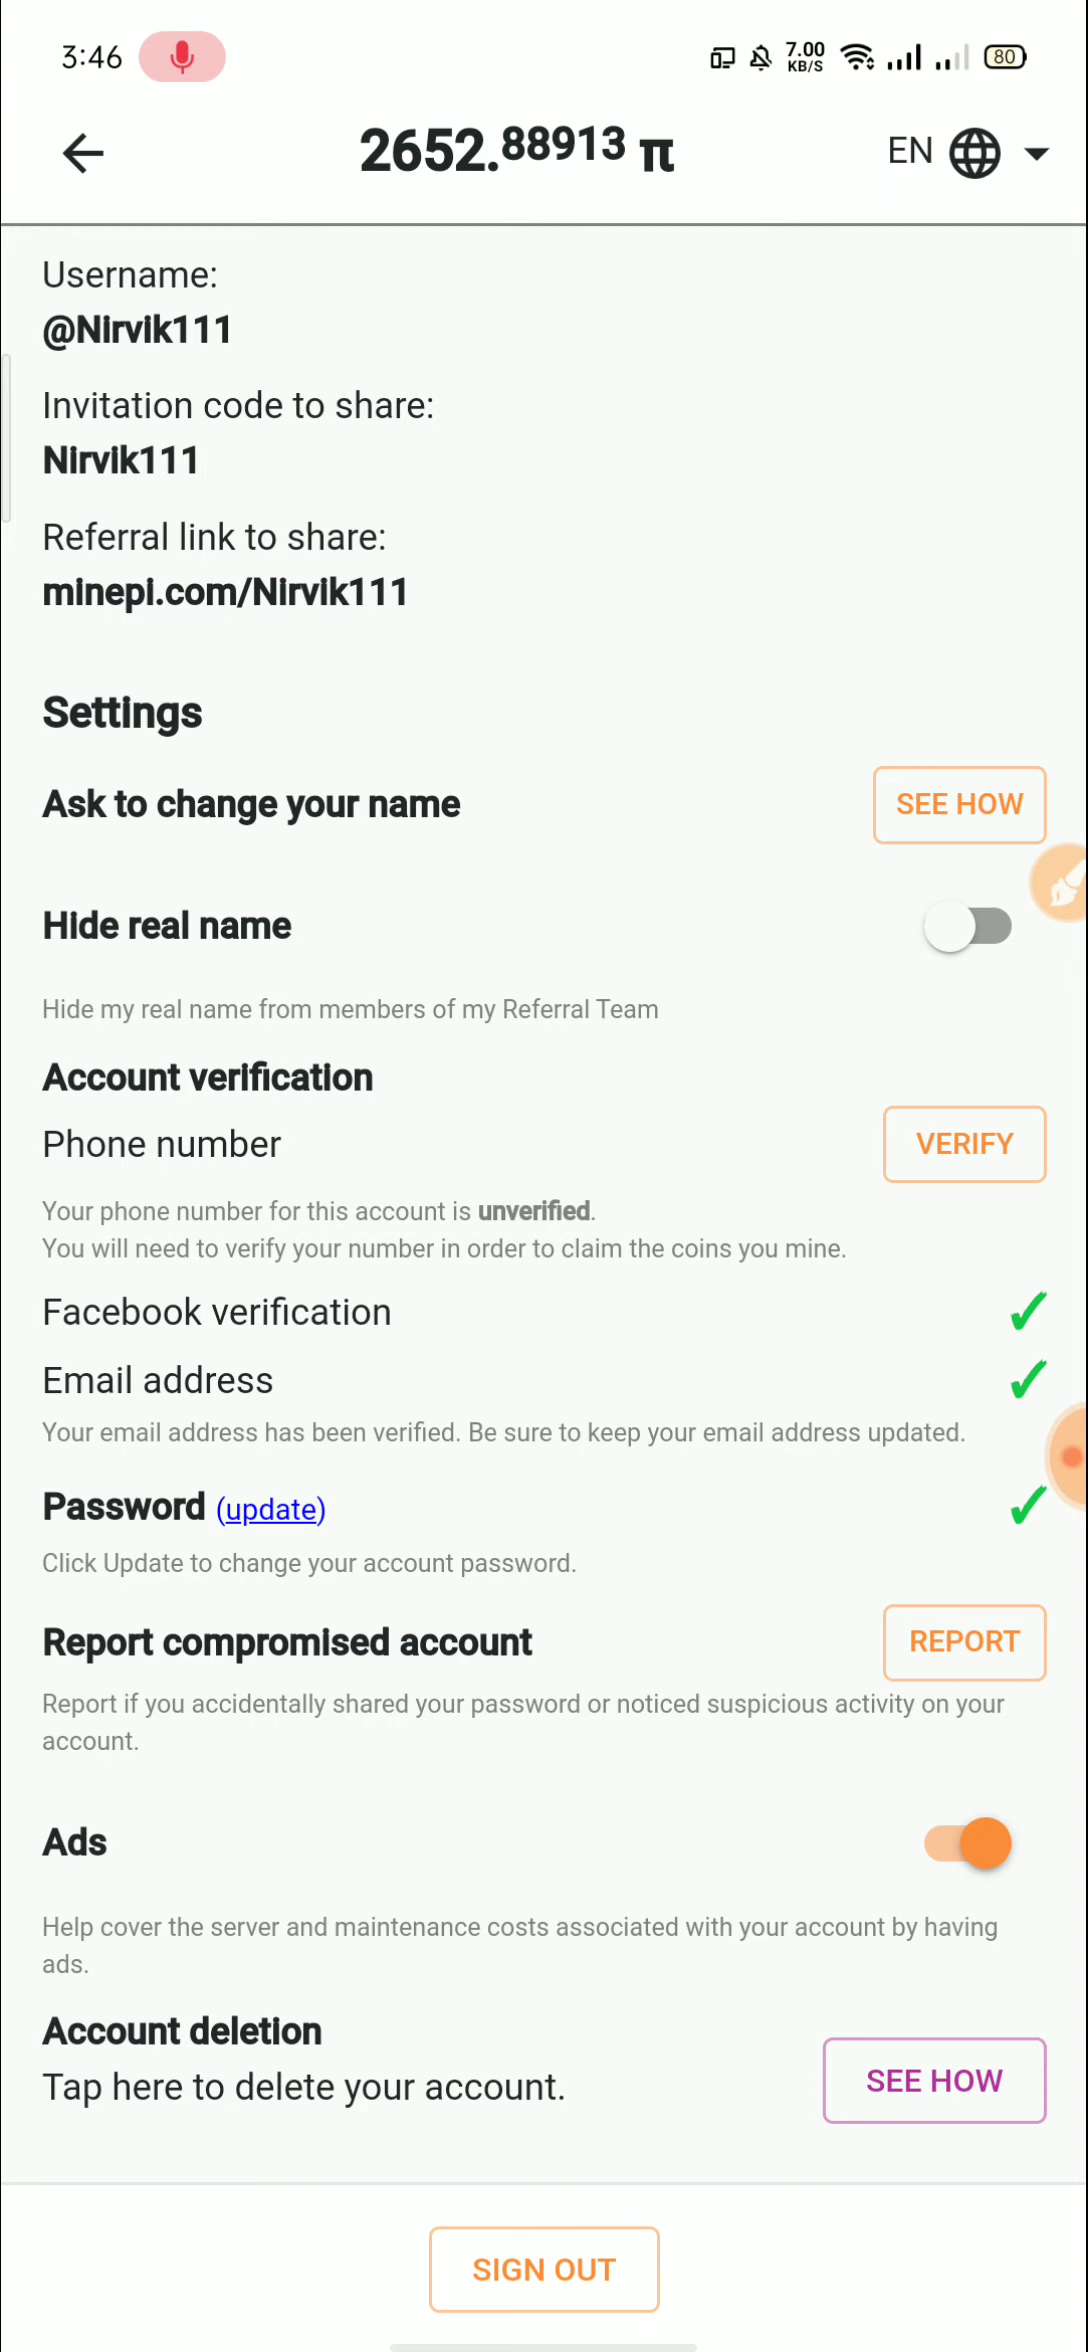 3:46
7.00
KB/S
80
2652.88913 π
EN
Username:
@Nirvik111
Invitation code to share:
Nirvik111
Referral link to share:
minepi.com/Nirvik111
Settings
Ask to change your name
SEE HOW
Hide real name
Hide my real name from members of my Referral Team
Account verification
Phone number
VERIFY
Your phone number for this account is unverified.
You will need to verify your number in order to claim the coins you mine.
Facebook verification
Email address
Your email address has been verified. Be sure to keep your email address updated.
Password (update)
Click Update to change your account password.
Report compromised account
REPORT
Report if you accidentally shared your password or noticed suspicious activity on your
account.
Ads
Help cover the server and maintenance costs associated with your account by having
ads.
Account deletion
Tap here to delete your account.
SEE HOW
SIGN OUT